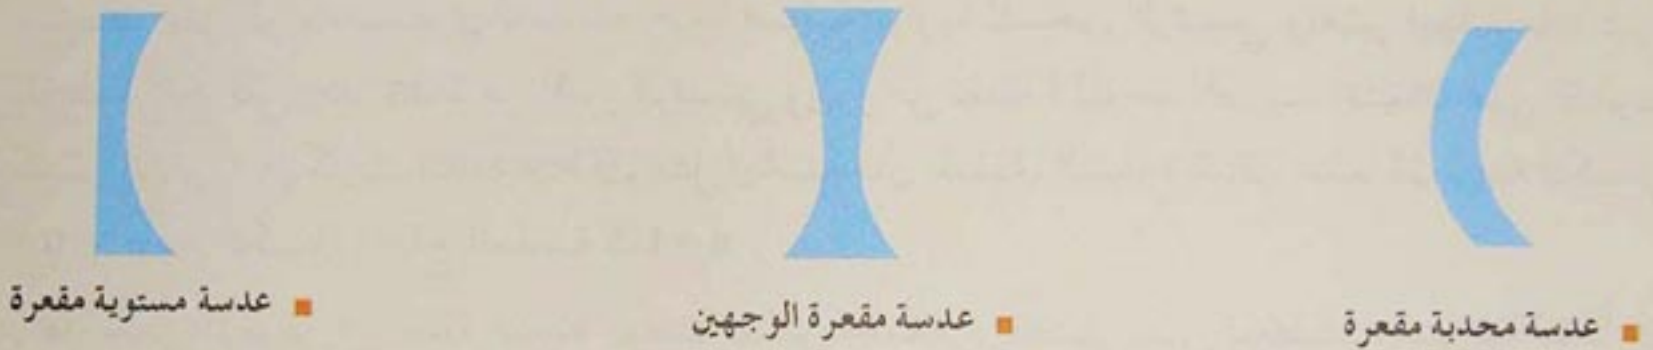 عدسة محدبة مقعرة
عدسة مقعرة الوجهين
عدسة مستوية مقعرة